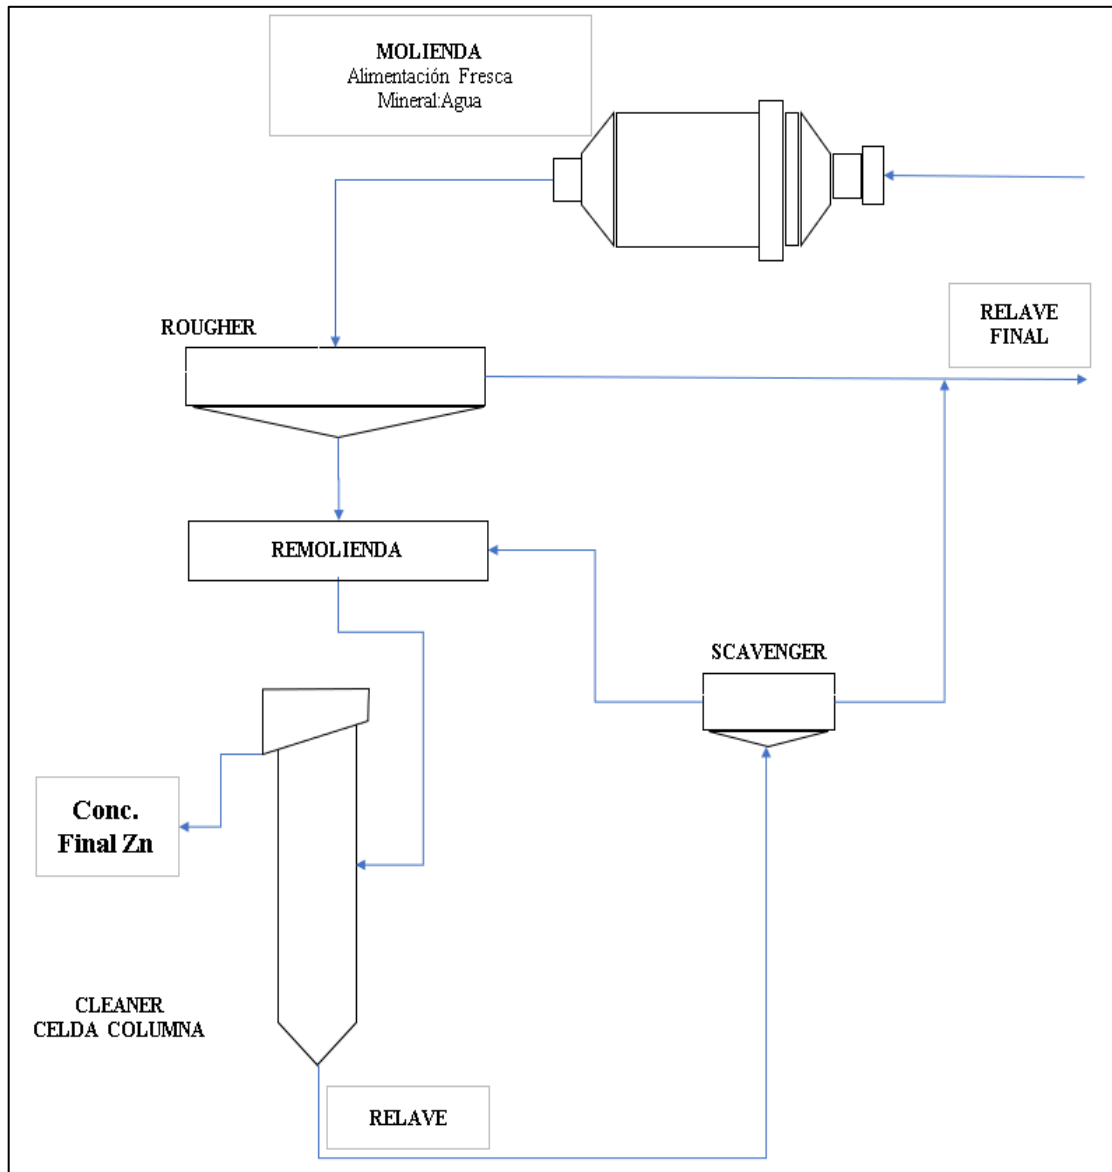 MOLIENDA
Alimentación Fresca
Mineral:Agua
RELAVE
FINAL
ROUGHER
REMOLIENDA
SCAVENGER
Conc.
Final Zn
CLEANER
CELDA COLUMNA
RELAVE